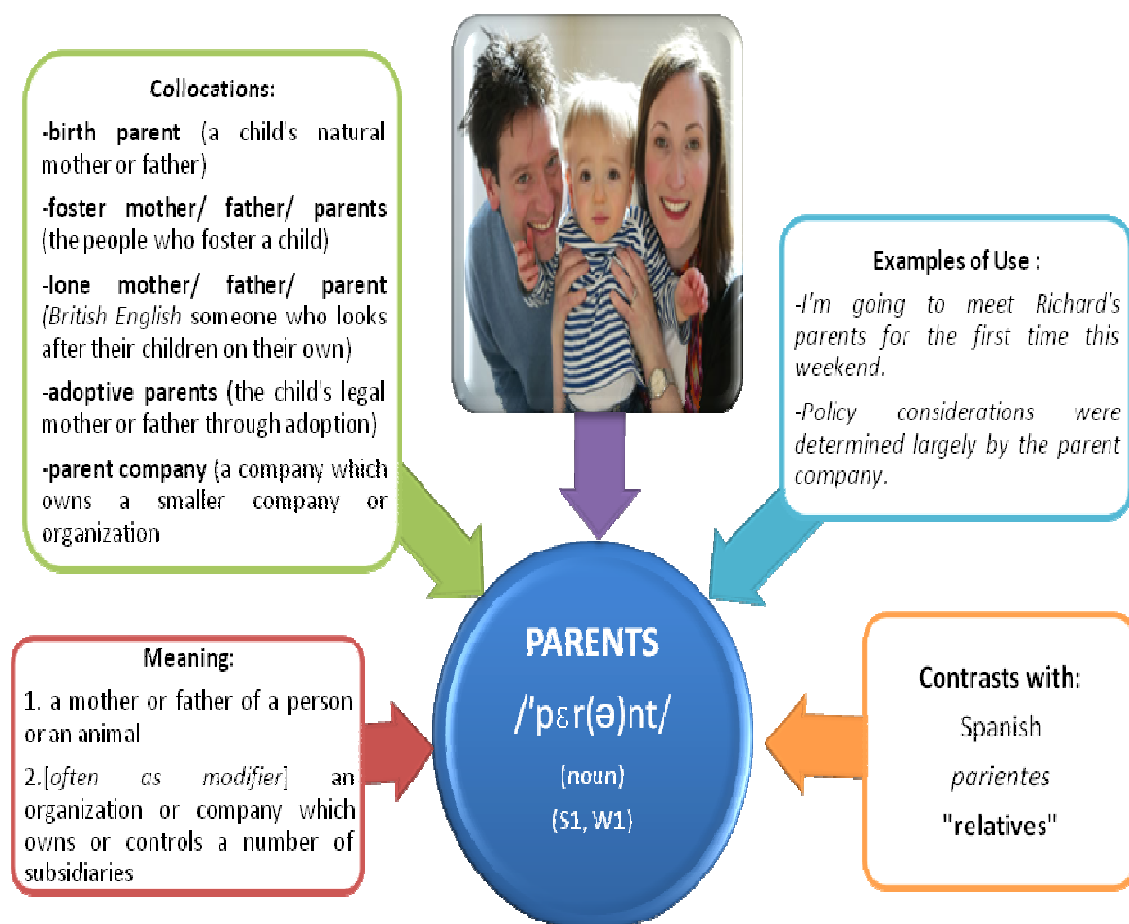 Collocations:
-birth parent (a child's natural
mother or father)
-foster mother/ father/ parents
(the people who foster a child)
-lone mother/ father/ parent
(British English someone who looks
after their children on their own)
-adoptive parents (the child's legal
mother or father through adoption)
-parent company (a company which
owns a smaller company or
organization
Examples of Use :
-I'm going to meet Richard's
parents for the first time this
weekend.
-Policy considerations were
determined largely by the parent
company.
Meaning:
1. a mother or father of a person
or an animal
2.[often as modifier] an
organization or company which
owns or controls a number of
subsidiaries
PARENTS
/'pɛr(ə)nt/
(noun)
(S1, W1)
Contrasts with:
Spanish
parientes
"relatives"